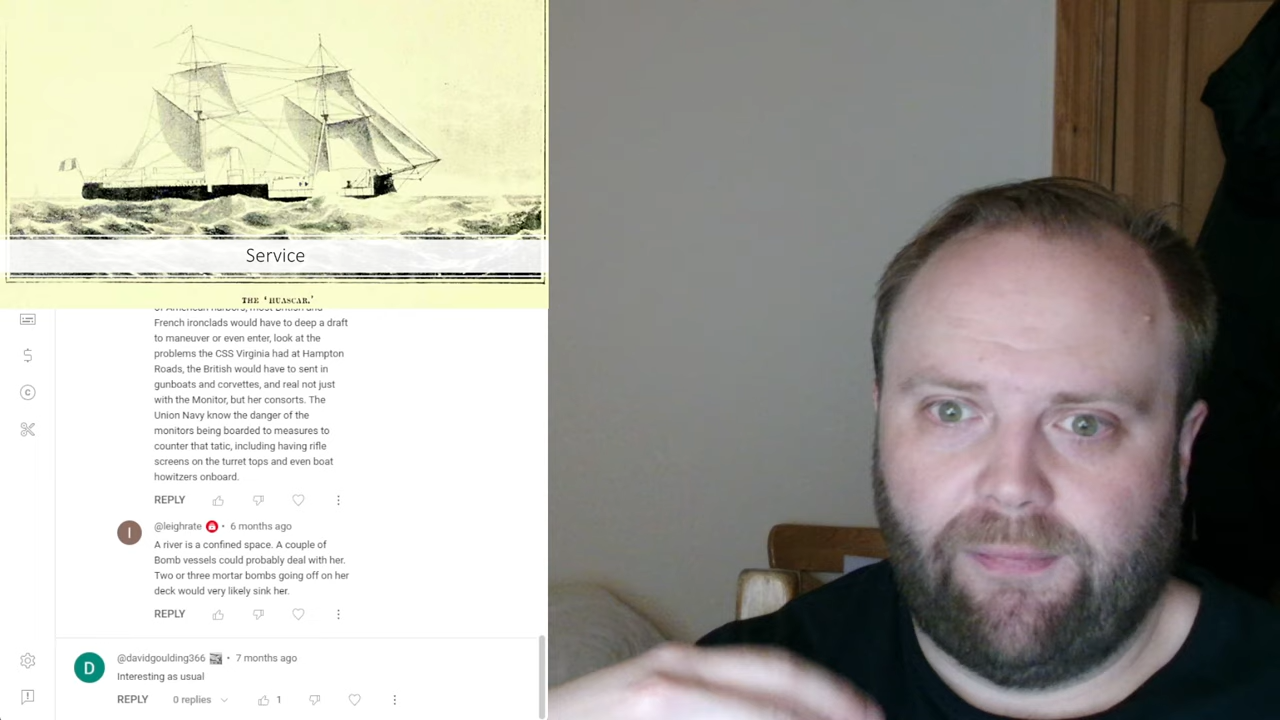 Service
THE 'HUASCAR.'
of American harbors, most British and
French ironclads would have to deep a draft
to maneuver or even enter, look at the
problems the CSS Virginia had at Hampton
Roads, the British would have to sent in
gunboats and corvettes, and real not just
with the Monitor, but her consorts. The
Union Navy know the danger of the
monitors being boarded to measures to
counter that tatic, including having rifle
screens on the turret tops and even boat
howitzers onboard.
REPLY
@leighrate • 6 months ago
A river is a confined space. A couple of
Bomb vessels could probably deal with her.
Two or three mortar bombs going off on her
deck would very likely sink her.
REPLY
D
@davidgoulding366 • 7 months ago
Interesting as usual
REPLY 0 replies 1